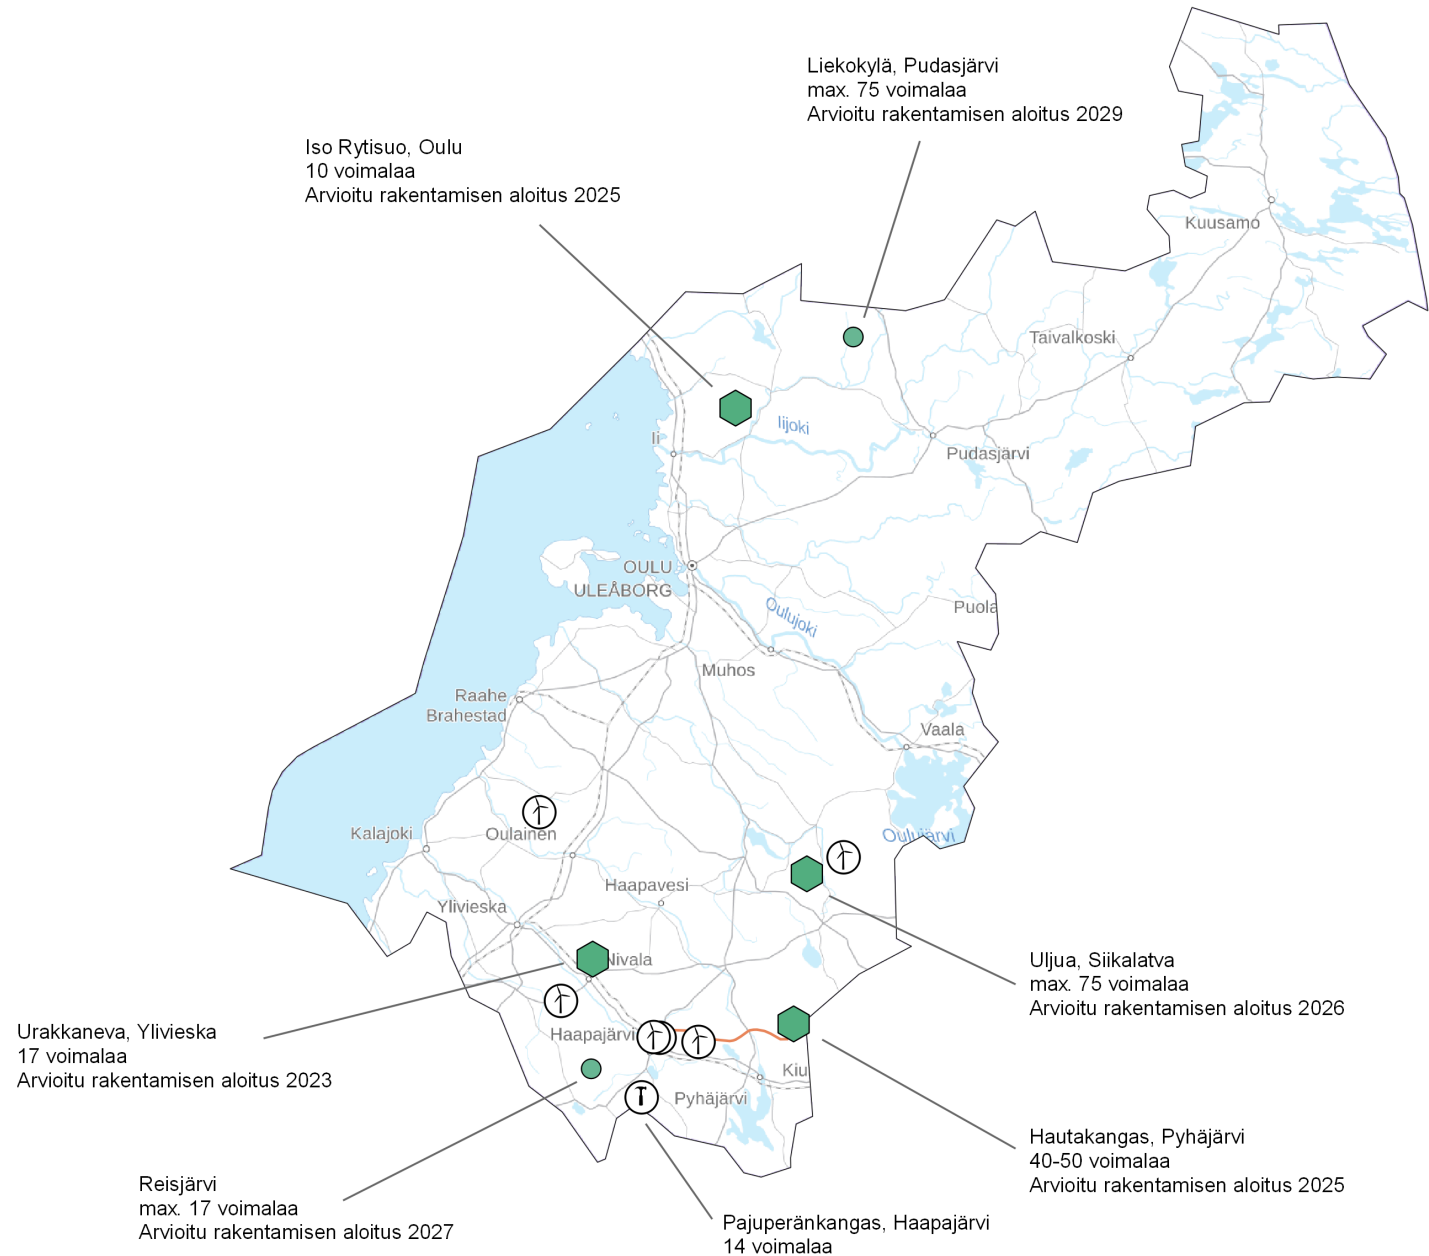 Liekokylä, Pudasjärvi
max. 75 voimalaa
Arvioitu rakentamisen aloitus 2029
Iso Rytisuo, Oulu
10 voimalaa
Arvioitu rakentamisen aloitus 2025
Kuusamo
Taivalkoski
Iijoki
Ii
Pudasjärvi
OULU
ULEÅBORG
Oulujoki
Puola
Muhos
Raahe
Brahestad
Vaala
Kalajoki
Oulainen
Oulujärvi
Haapavesi
Ylivieska
Nivala
Uljua, Siikalatva
max. 75 voimalaa
Arvioitu rakentamisen aloitus 2026
Urakkaneva, Ylivieska
17 voimalaa
Arvioitu rakentamisen aloitus 2023
Haapajärvi
Kiu
Pyhäjärvi
Hautakangas, Pyhäjärvi
40-50 voimalaa
Arvioitu rakentamisen aloitus 2025
Reisjärvi
max. 17 voimalaa
Arvioitu rakentamisen aloitus 2027
Pajuperänkangas, Haapajärvi
14 voimalaa